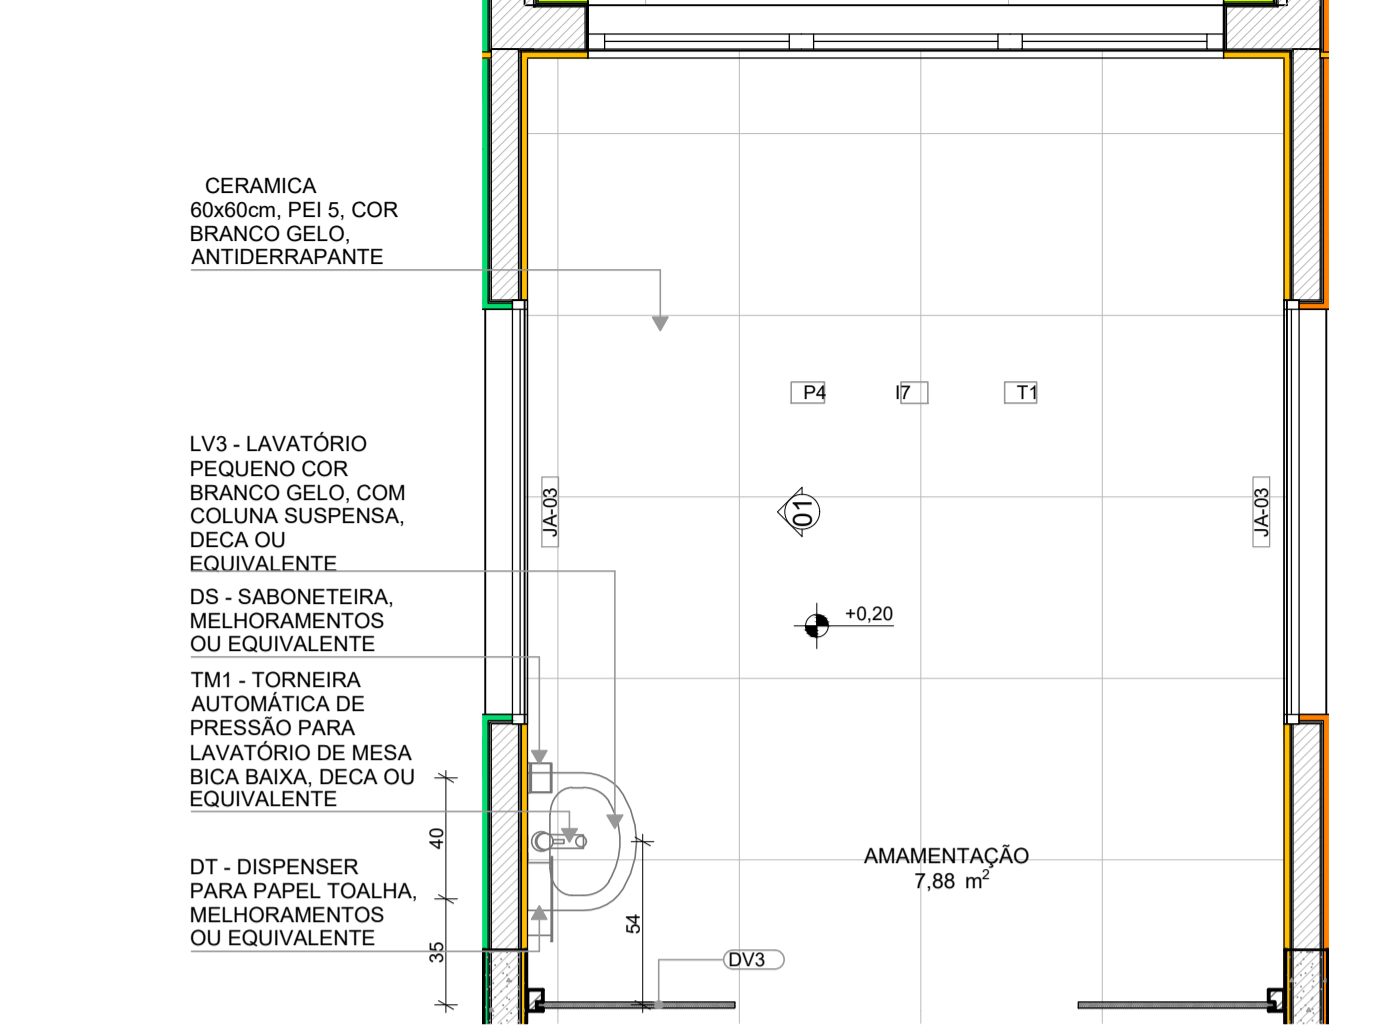 CERAMICA
60x60cm, PEI 5, COR
BRANCO GELO,
ANTIDERRAPANTE
P4 I7 T1
LV3 - LAVATÓRIO
PEQUENO COR
BRANCO GELO, COM
COLUNA SUSPENSA,
DECA OU
EQUIVALENTE
JA-03
01
JA-03
DS - SABONETEIRA,
MELHORAMENTOS
OU EQUIVALENTE
+0,20
TM1 - TORNEIRA
AUTOMÁTICA DE
PRESSÃO PARA
LAVATÓRIO DE MESA
BICA BAIXA, DECA OU
EQUIVALENTE
40
DT - DISPENSER
PARA PAPEL TOALHA,
MELHORAMENTOS
OU EQUIVALENTE
35
54
AMAMENTAÇÃO
7,88 m²
DV3